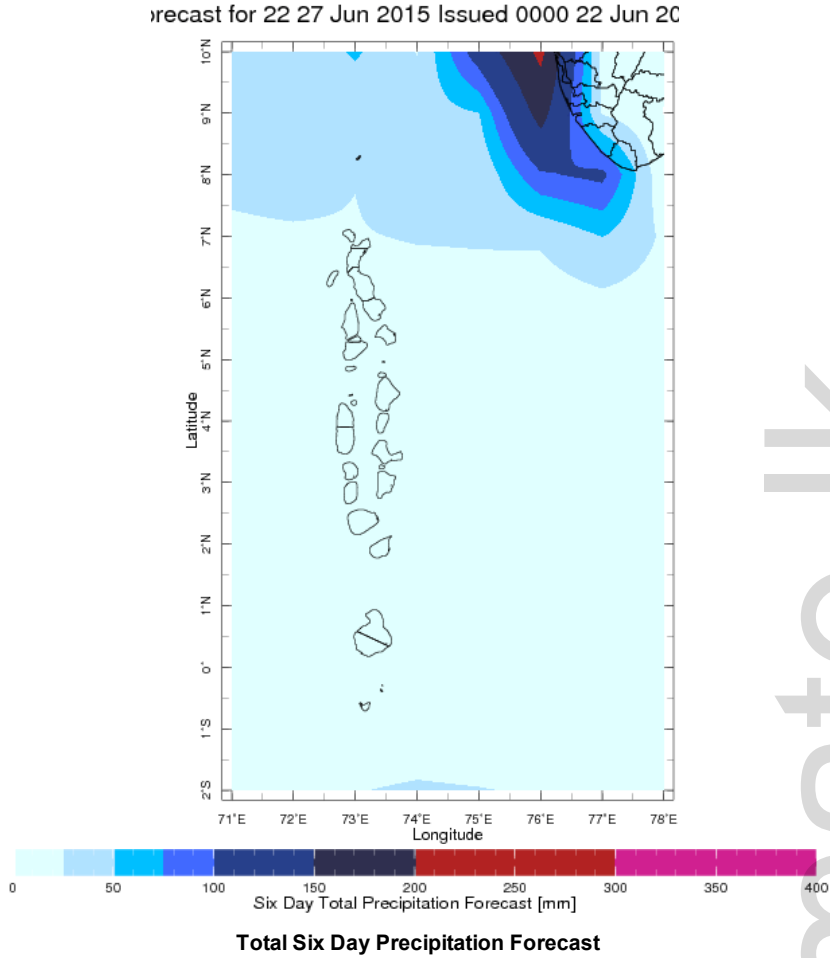 recast for 22 27 Jun 2015 Issued 0000 22 Jun 20
10°N
9°N
8°N
7°N
6°N
5°N
4°N
3°N
2°N
1°N
0°
1°S
2°S
Latitude
71°E 72°E 73°E 74°E 75°E 76°E 77°E 78°E
Longitude
0 50 100 150 200 250 300 350 400
Six Day Total Precipitation Forecast [mm]
Total Six Day Precipitation Forecast